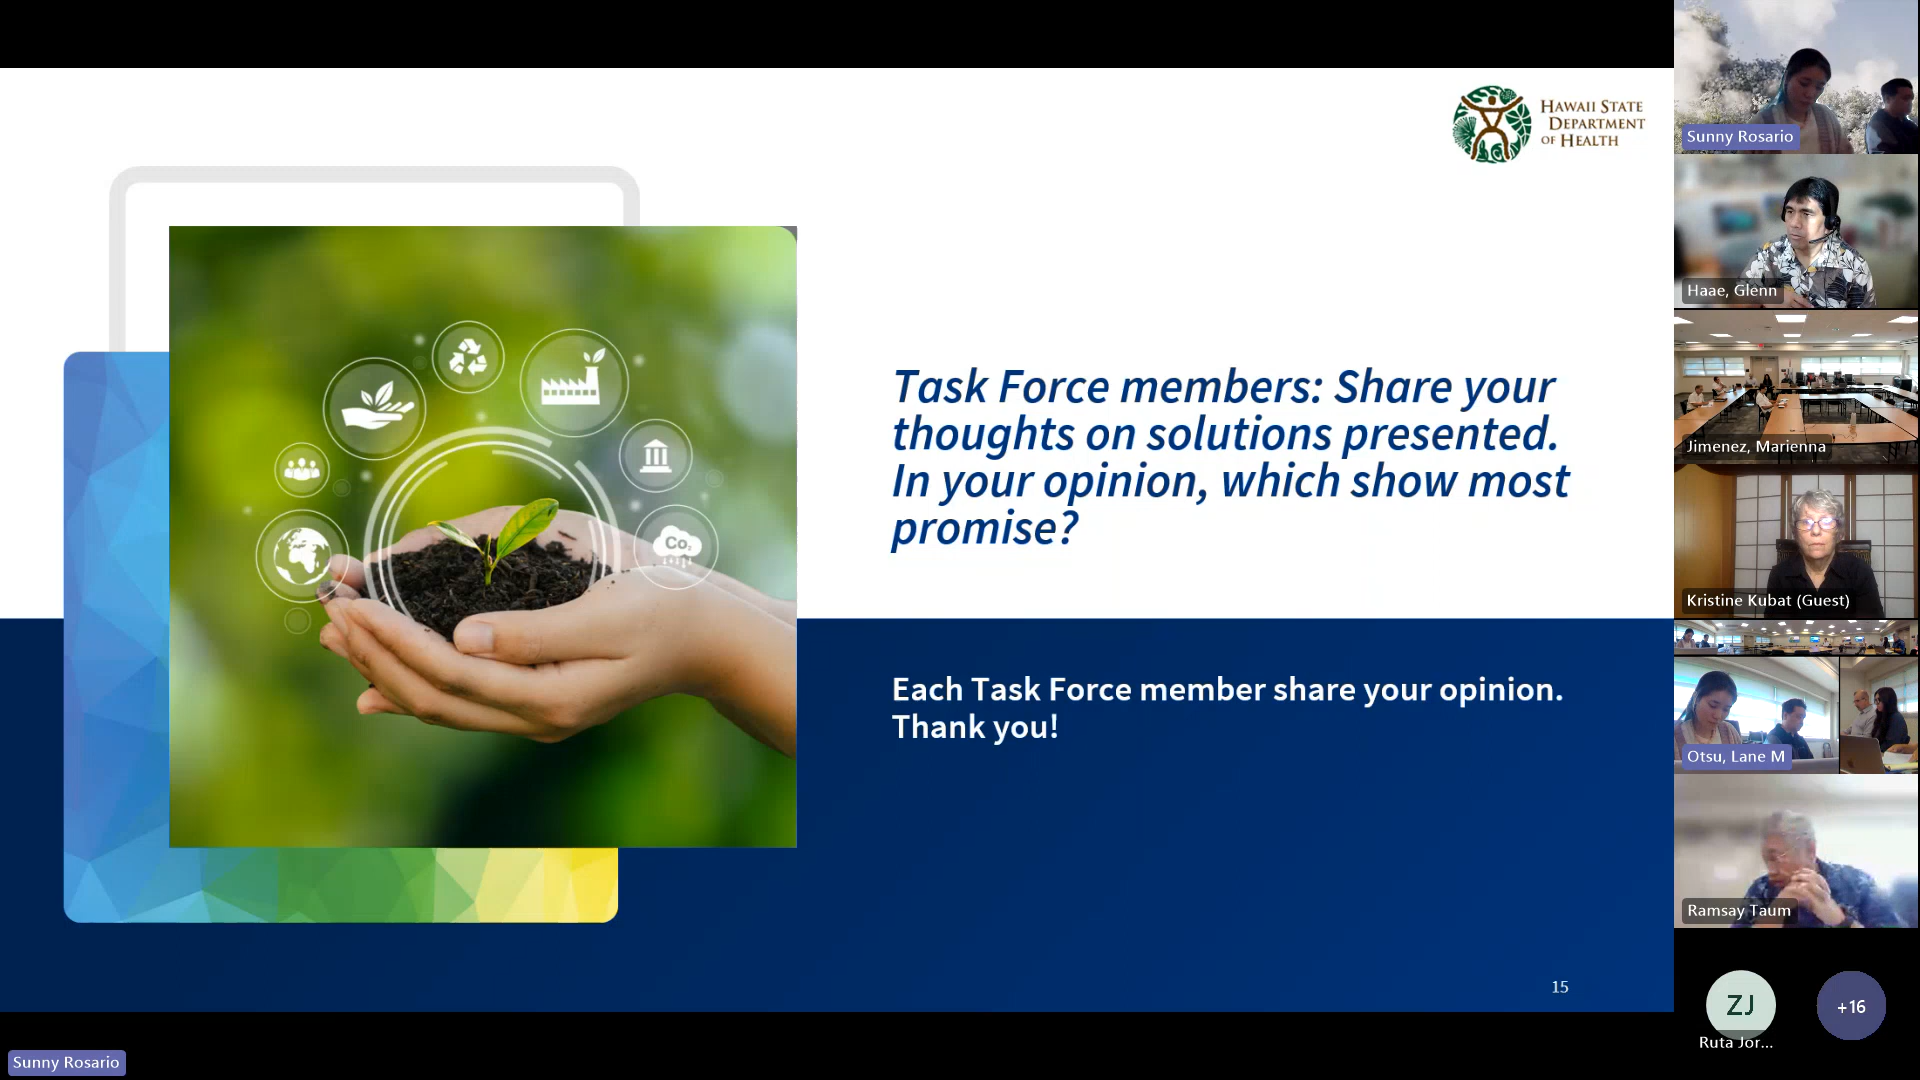 HAWAII STATE
DEPARTMENT
OF HEALTH
Task Force members: Share your
thoughts on solutions presented.
In your opinion, which show most
promise?
Each Task Force member share your opinion.
Thank you!
15
Co2
Sunny Rosario
Haae, Glenn
Jimenez, Marienna
Kristine Kubat (Guest)
Otsu, Lane M
Ramsay Taum
ZJ
+16
Ruta Jor...
Sunny Rosario